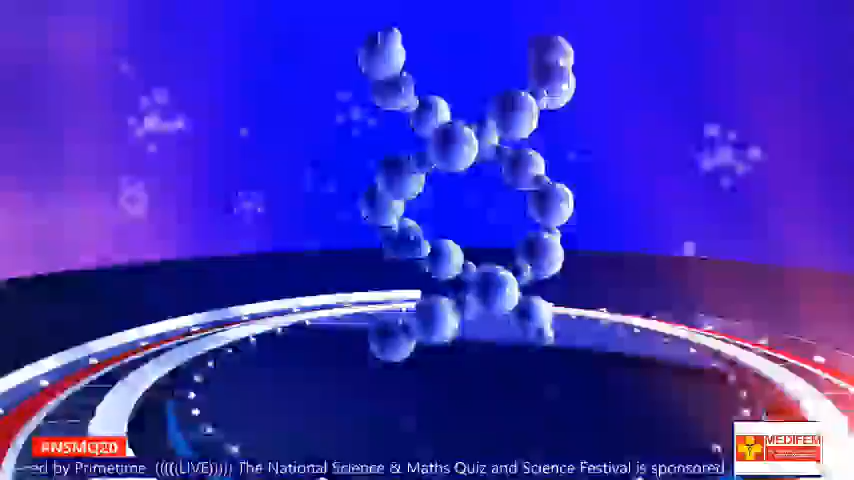 #NSMQ20
ed by Primetime (((((LIVE))))) The National Science & Maths Quiz and Science Festival is sponsored
MEDIFEM